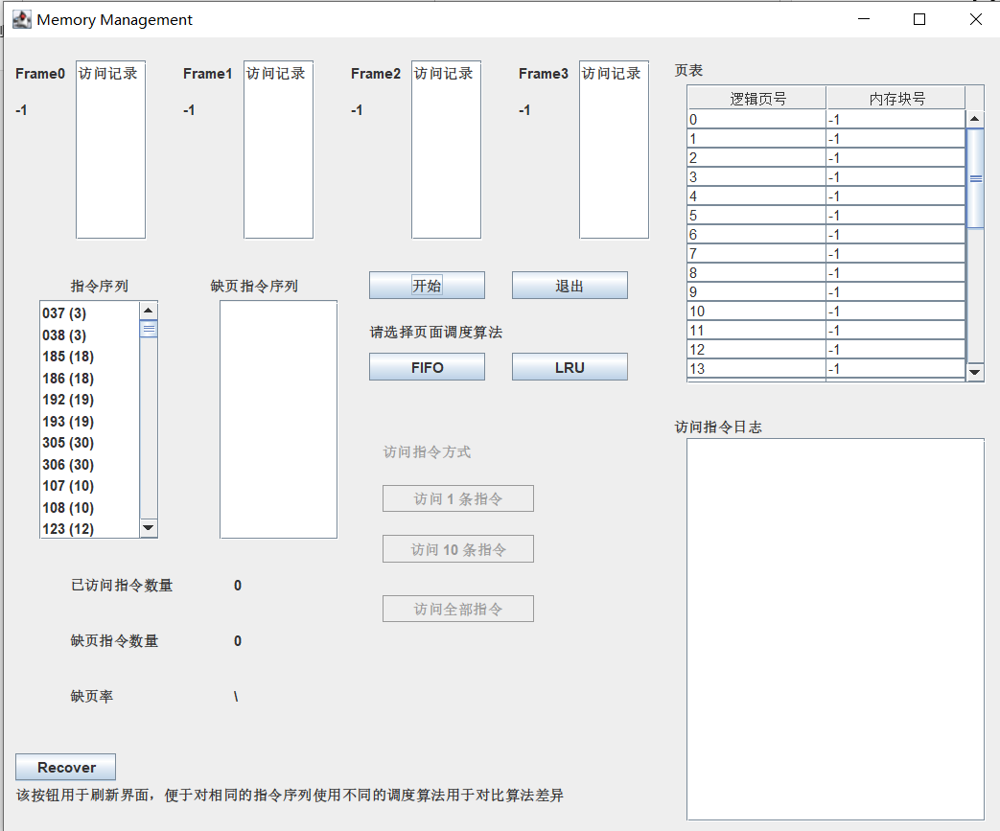 Memory Management
Frame0 访问记录 Frame1 访问记录 Frame2 访问记录 Frame3 访问记录
-1 -1 -1 -1
页表
逻辑页号 内存块号
0 -1
1 -1
2 -1
3 -1
4 -1
5 -1
6 -1
7 -1
8 -1
9 -1
10 -1
11 -1
12 -1
13 -1
指令序列 缺页指令序列
037 (3)
038 (3)
185 (18)
186 (18)
192 (19)
193 (19)
305 (30)
306 (30)
107 (10)
108 (10)
123 (12)
开始 退出
请选择页面调度算法
FIFO LRU
访问指令方式
访问 1 条指令
访问 10 条指令
访问全部指令
访问指令日志
已访问指令数量 0
缺页指令数量 0
缺页率 \
Recover
该按钮用于刷新界面，便于对相同的指令序列使用不同的调度算法用于对比算法差异